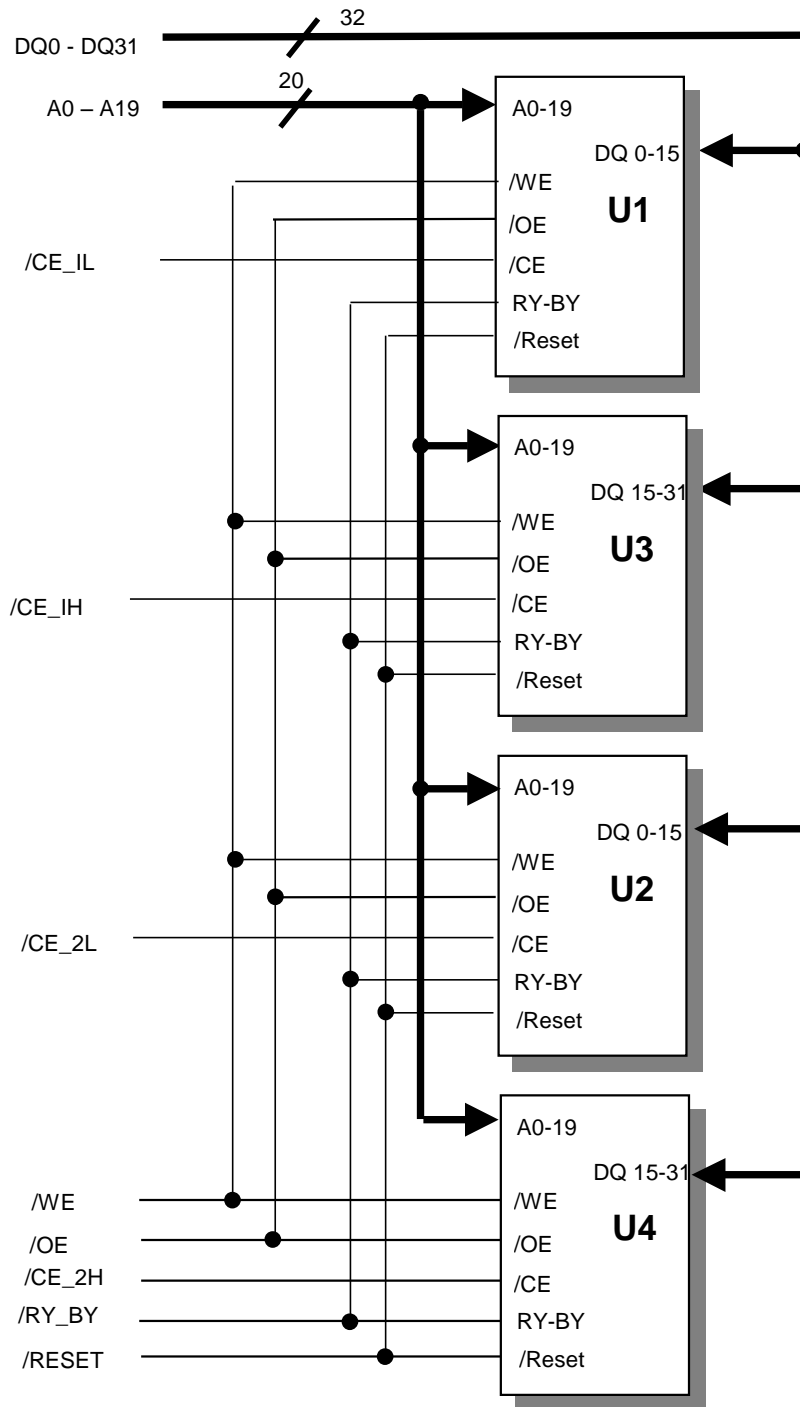 32
DQ0 - DQ31
20
A0 – A19
A0-19
DQ 0-15
/WE
U1
/OE
/CE_IL
/CE
RY-BY
/Reset
A0-19
DQ 15-31
/WE
U3
/OE
/CE_IH
/CE
RY-BY
/Reset
A0-19
DQ 0-15
/WE
U2
/OE
/CE_2L
/CE
RY-BY
/Reset
A0-19
DQ 15-31
/WE
/WE
U4
/OE
/OE
/CE_2H
/CE
/RY_BY
RY-BY
/RESET
/Reset